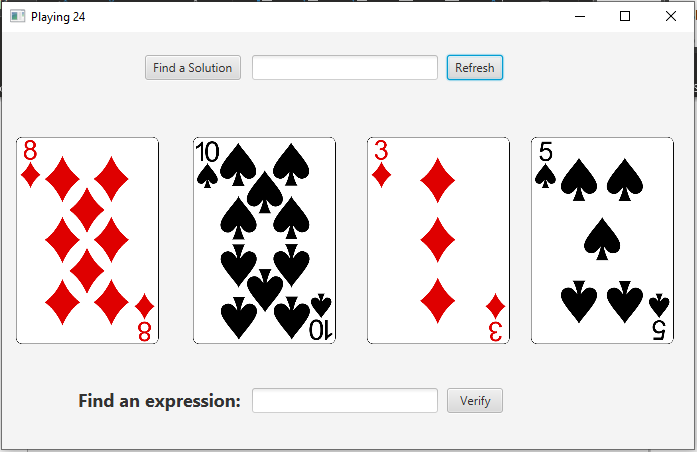 Playing 24
Find a Solution Refresh
8 10 3 5
8 10 3 5
Find an expression: Verify